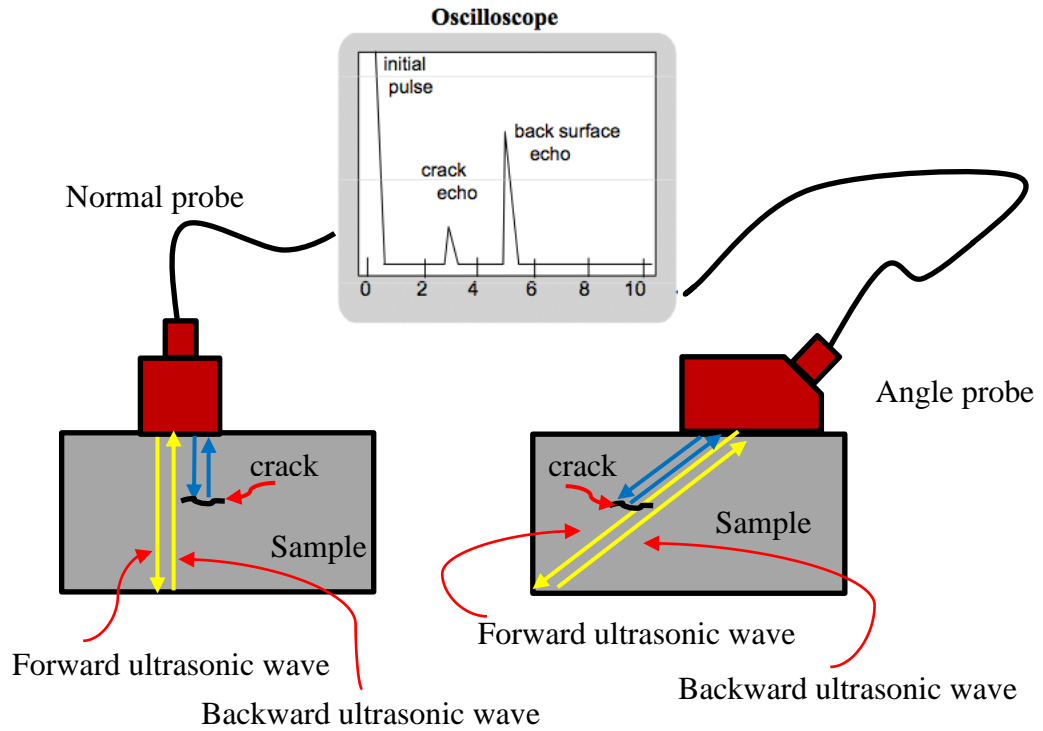 Oscilloscope
initial
pulse
back surface
echo
crack
echo
0 2 4 6 8 10
Normal probe
Angle probe
crack
Sample
crack
Sample
Forward ultrasonic wave
Backward ultrasonic wave
Forward ultrasonic wave
Backward ultrasonic wave